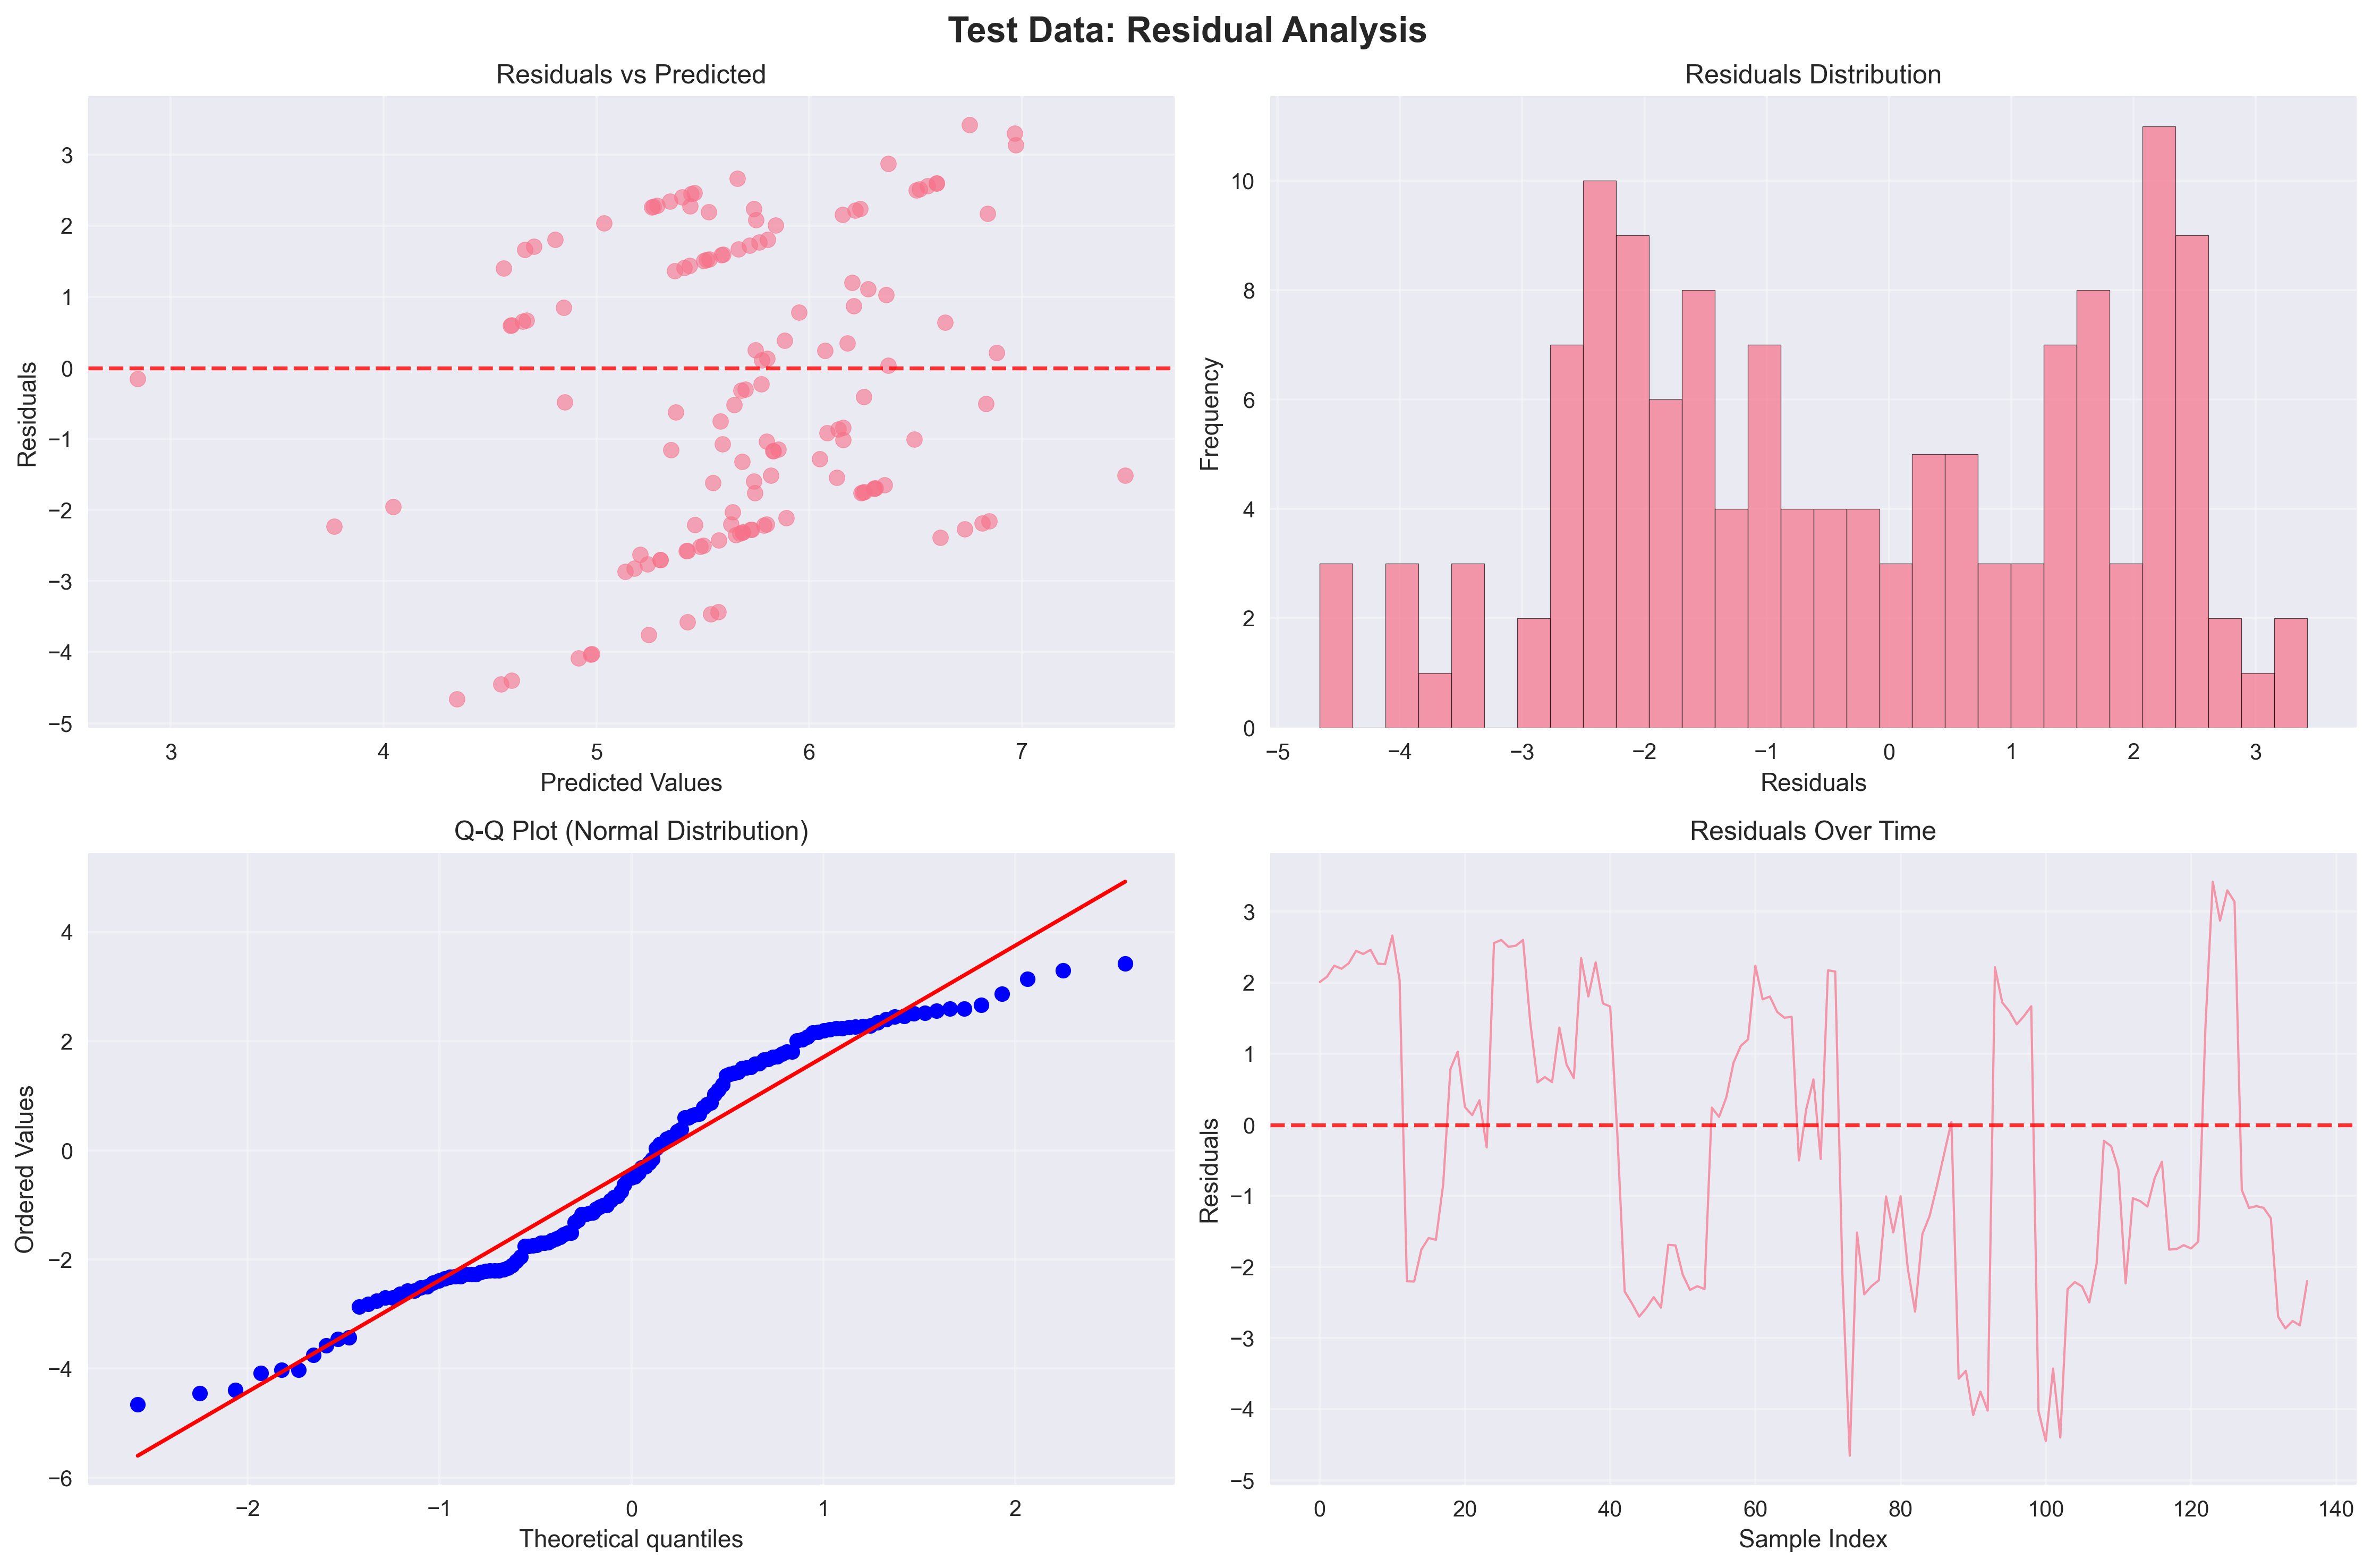 Test Data: Residual Analysis
Residuals vs Predicted
Residuals
3
2
1
0
−1
−2
−3
−4
−5
3 4 5 6 7
Predicted Values
Residuals Distribution
Frequency
10
8
6
4
2
0
−5 −4 −3 −2 −1 0 1 2 3
Residuals
Q-Q Plot (Normal Distribution)
Ordered Values
4
2
0
−2
−4
−6
−2 −1 0 1 2
Theoretical quantiles
Residuals Over Time
Residuals
3
2
1
0
−1
−2
−3
−4
−5
0 20 40 60 80 100 120 140
Sample Index